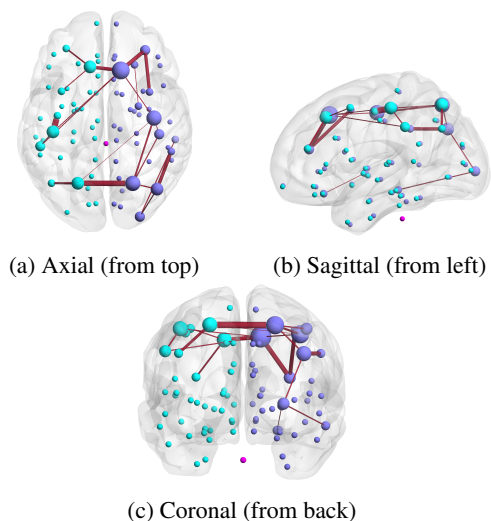 (a) Axial (from top)
(b) Sagittal (from left)
(c) Coronal (from back)